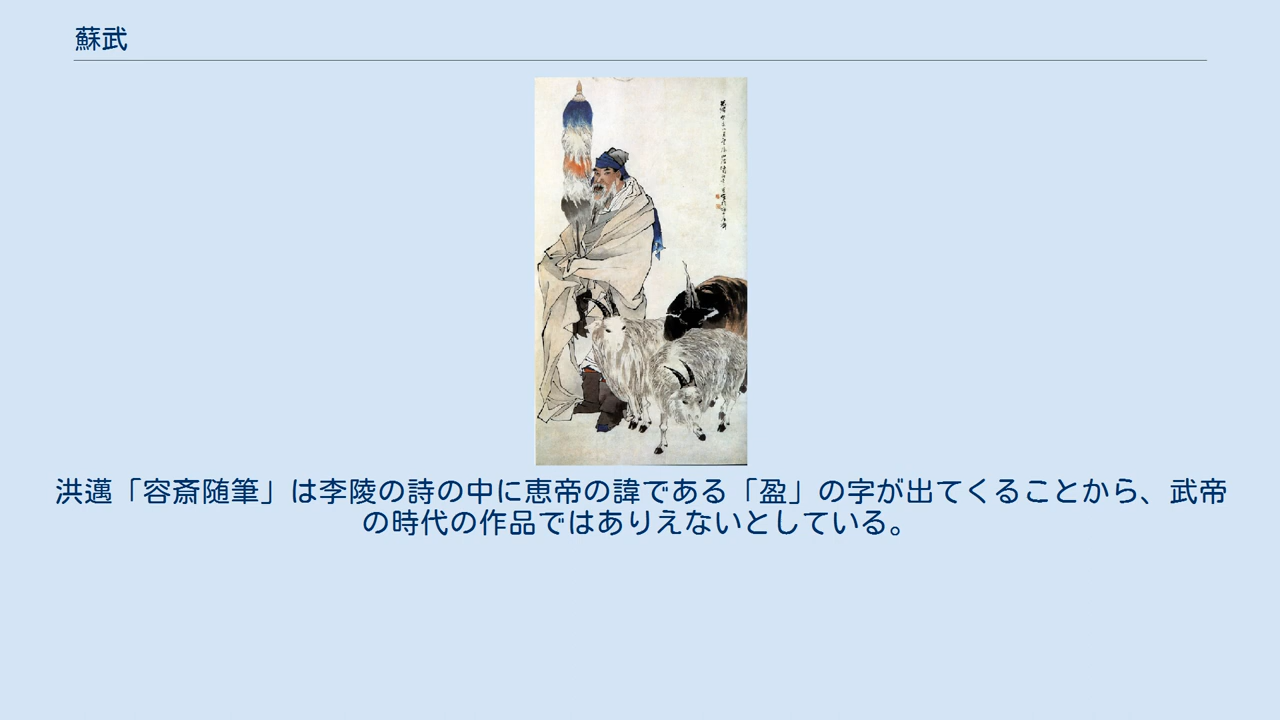 蘇武
洪邁「容斎随筆」は李陵の詩の中に恵帝の諱である「盈」の字が出てくることから、武帝
の時代の作品ではありえないとしている。